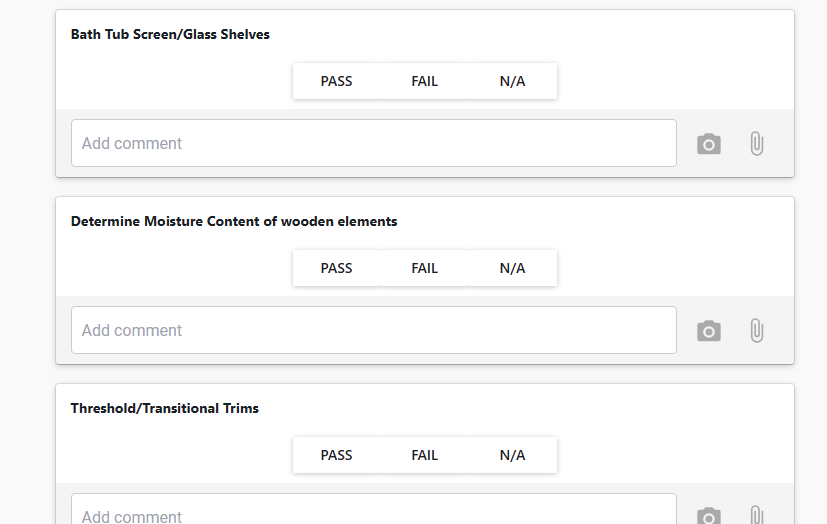 Bath Tub Screen/Glass Shelves
PASS FAIL N/A
Add comment
Determine Moisture Content of wooden elements
PASS FAIL N/A
Add comment
Threshold/Transitional Trims
PASS FAIL N/A
Add comment